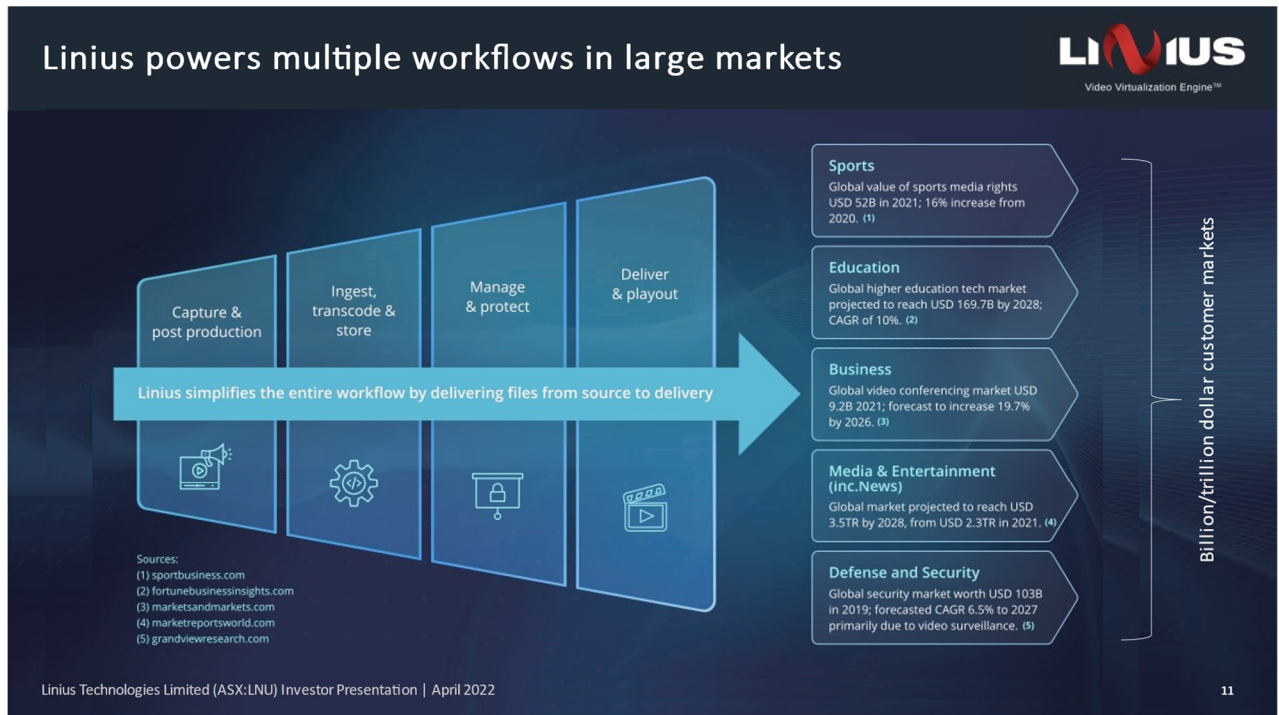 Linius powers multiple workflows in large markets
LINIUS
Video Virtualization Engine™
Capture &
post production
Ingest,
transcode &
store
Manage
& protect
Deliver
& playout
Linius simplifies the entire workflow by delivering files from source to delivery
</>
Sports
Global value of sports media rights
USD 52B in 2021; 16% increase from
2020. (1)
Education
Global higher education tech market
projected to reach USD 169.7B by 2028;
CAGR of 10%. (2)
Business
Global video conferencing market USD
9.2B 2021; forecast to increase 19.7%
by 2026. (3)
Media & Entertainment
(inc.News)
Global market projected to reach USD
3.5TR by 2028, from USD 2.3TR in 2021. (4)
Defense and Security
Global security market worth USD 103B
in 2019; forecasted CAGR 6.5% to 2027
primarily due to video surveillance. (5)
Billion/trillion dollar customer markets
Sources:
(1) sportbusiness.com
(2) fortunebusinessinsights.com
(3) marketsandmarkets.com
(4) marketreportsworld.com
(5) grandviewresearch.com
Linius Technologies Limited (ASX:LNU) Investor Presentation | April 2022
11